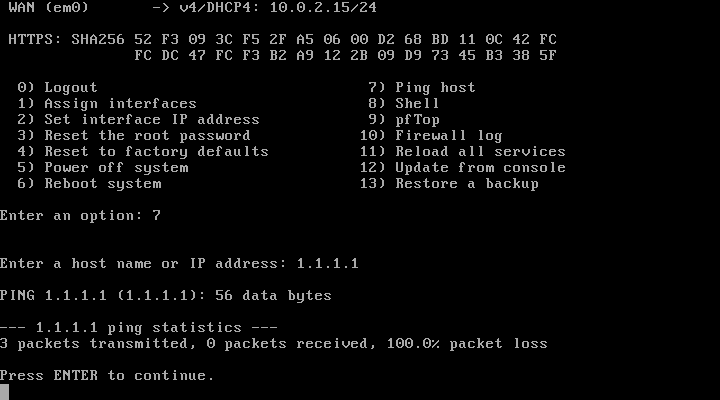 WAN (em0) -> v4/DHCP4: 10.0.2.15/24
HTTPS: SHA256 52 F3 09 3C F5 2F A5 06 00 D2 68 BD 11 0C 42 FC
FC DC 47 FC F3 B2 A9 12 2B 09 D9 73 45 B3 38 5F
0) Logout 7) Ping host
1) Assign interfaces 8) Shell
2) Set interface IP address 9) pfTop
3) Reset the root password 10) Firewall log
4) Reset to factory defaults 11) Reload all services
5) Power off system 12) Update from console
6) Reboot system 13) Restore a backup
Enter an option: 7
Enter a host name or IP address: 1.1.1.1
PING 1.1.1.1 (1.1.1.1): 56 data bytes
--- 1.1.1.1 ping statistics ---
3 packets transmitted, 0 packets received, 100.0% packet loss
Press ENTER to continue.